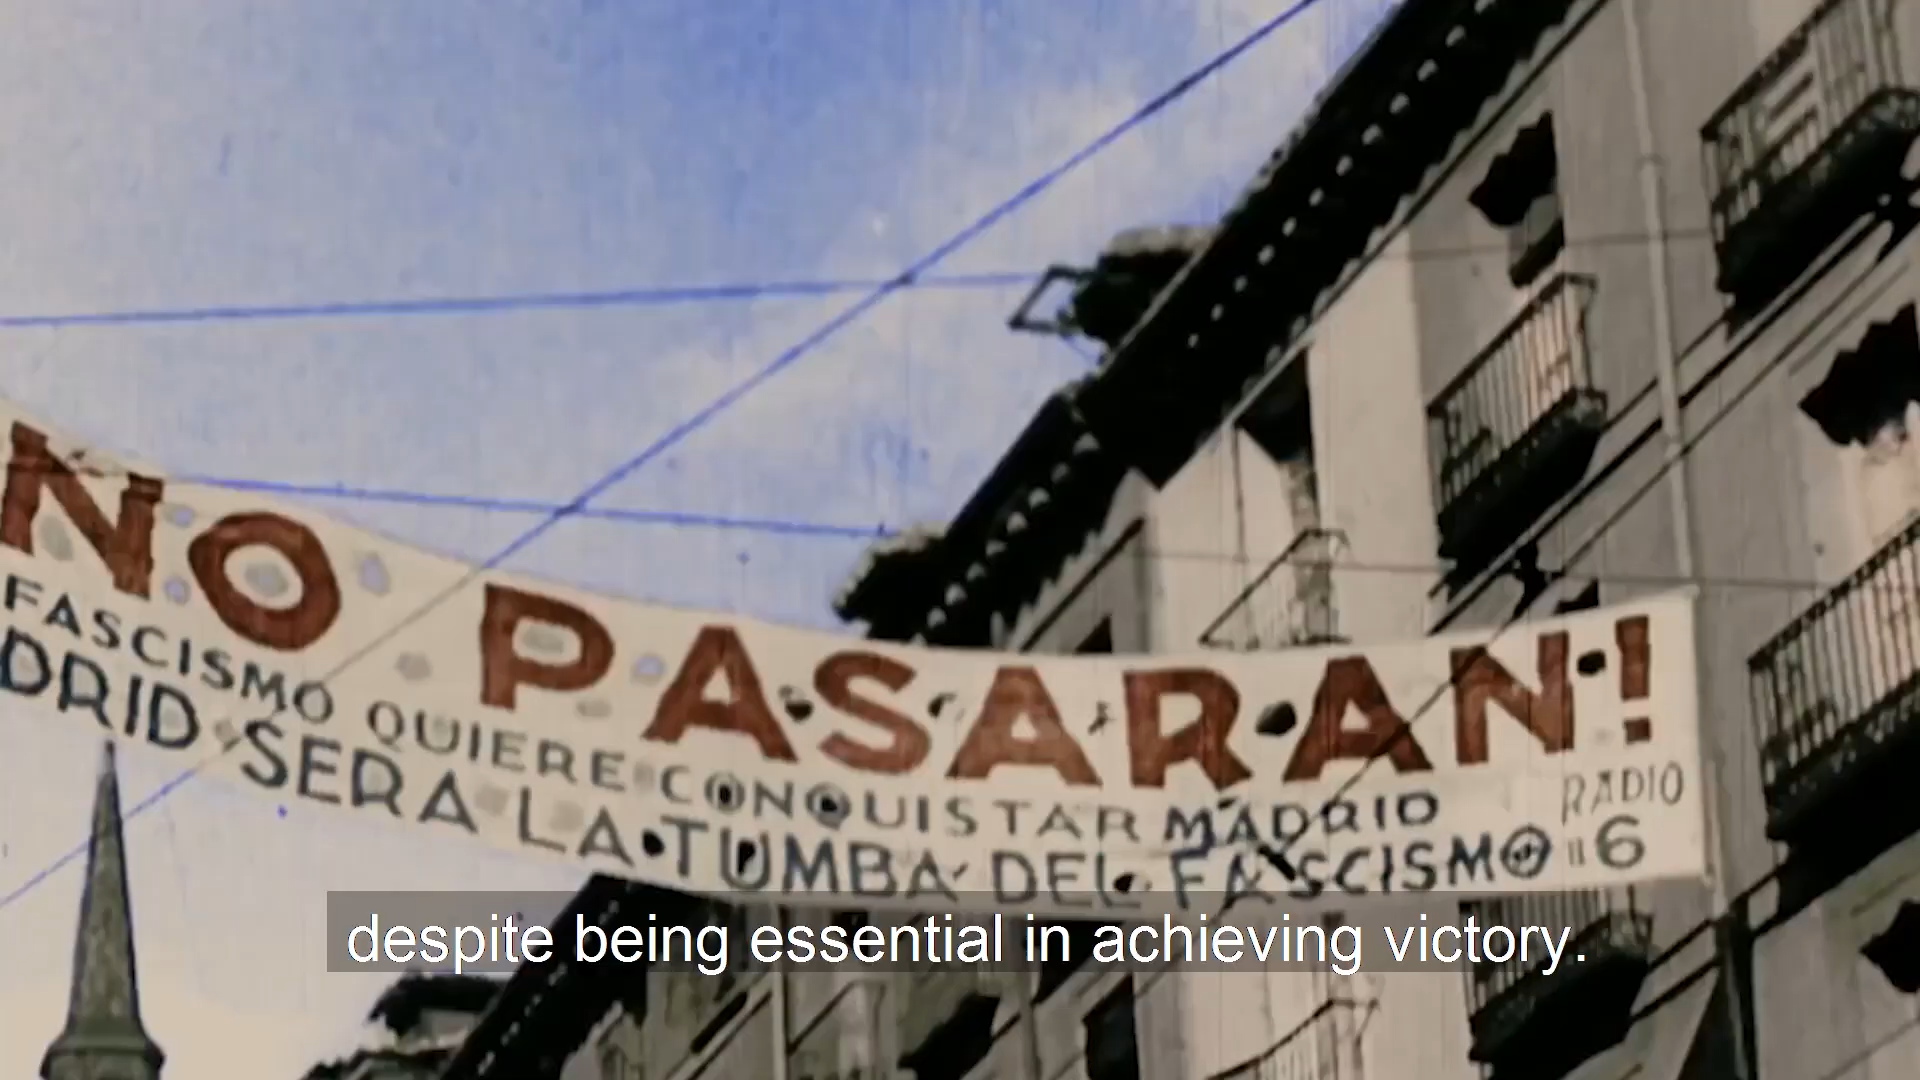 NO PASARAN!
FASCISMO QUIERE CONQUISTAR MADRID
DRID SERA LA TUMBA DEL FASCISMO
RADIO
6
despite being essential in achieving victory.